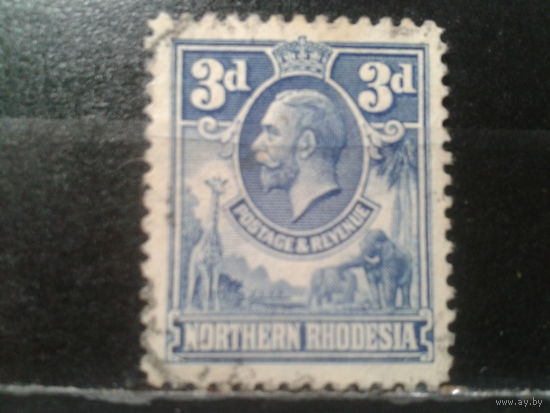 3d 3d
POSTAGE & REVENUE
NORTHERN RHODESIA
www.ay.by